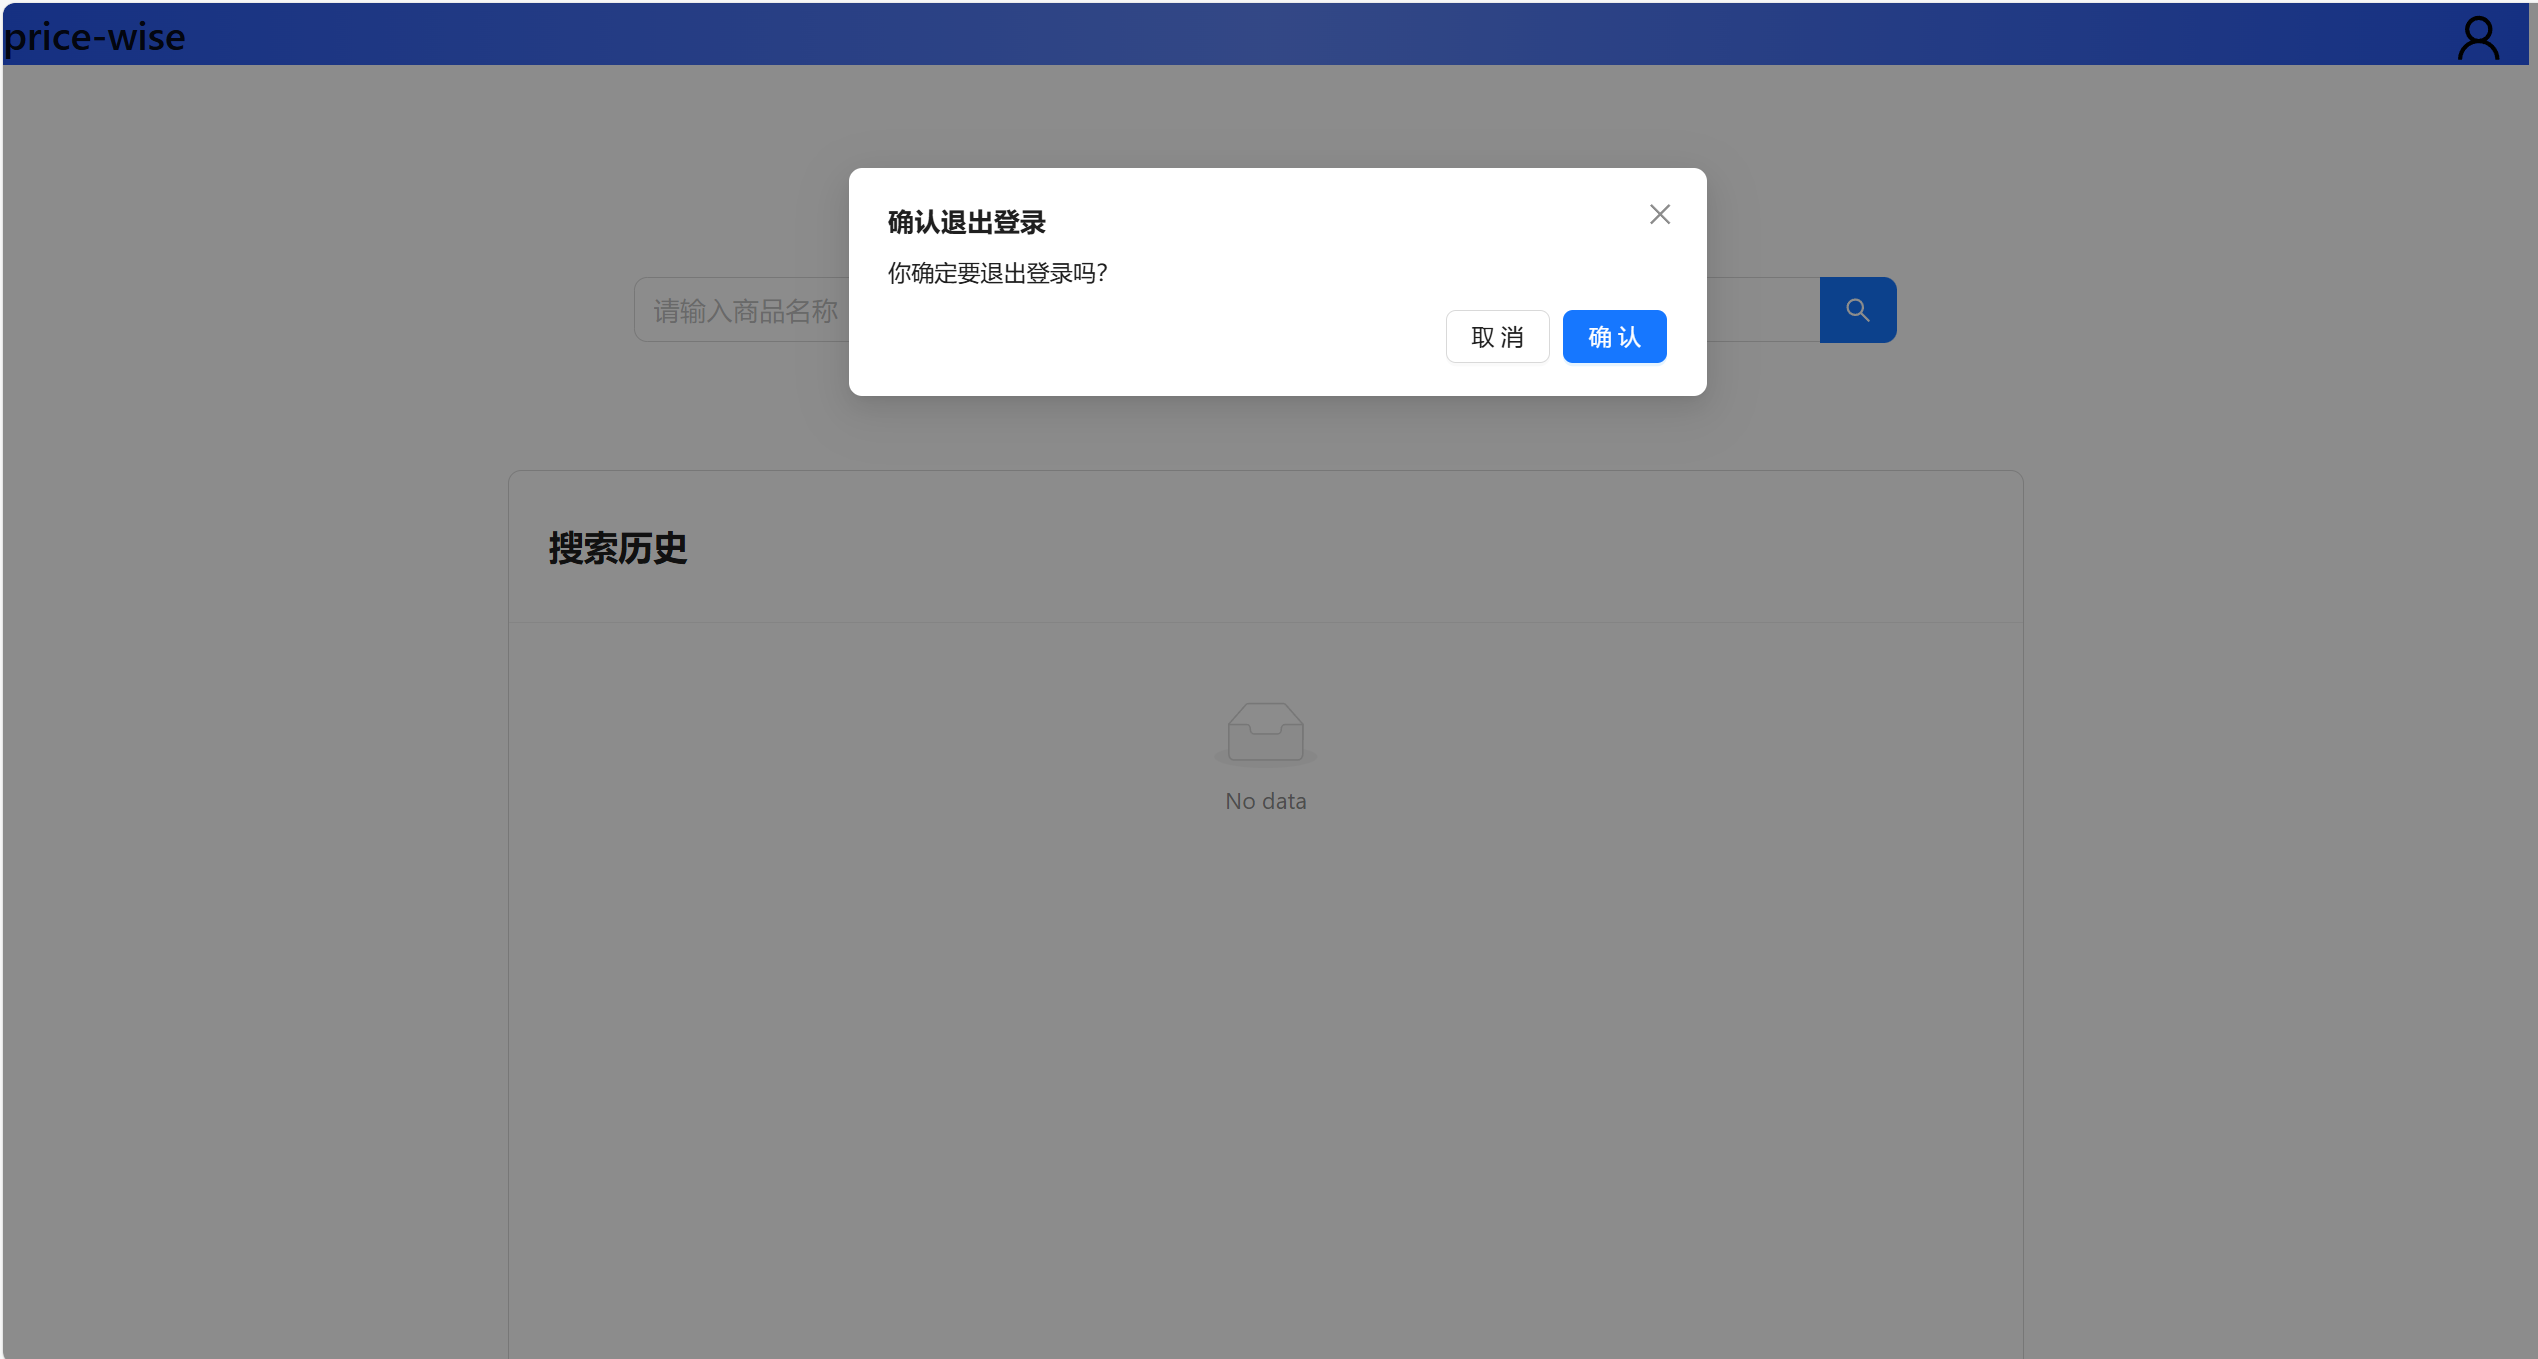 price-wise
确认退出登录
你确定要退出登录吗?
请输入商品名称
取 消
确 认
搜索历史
No data